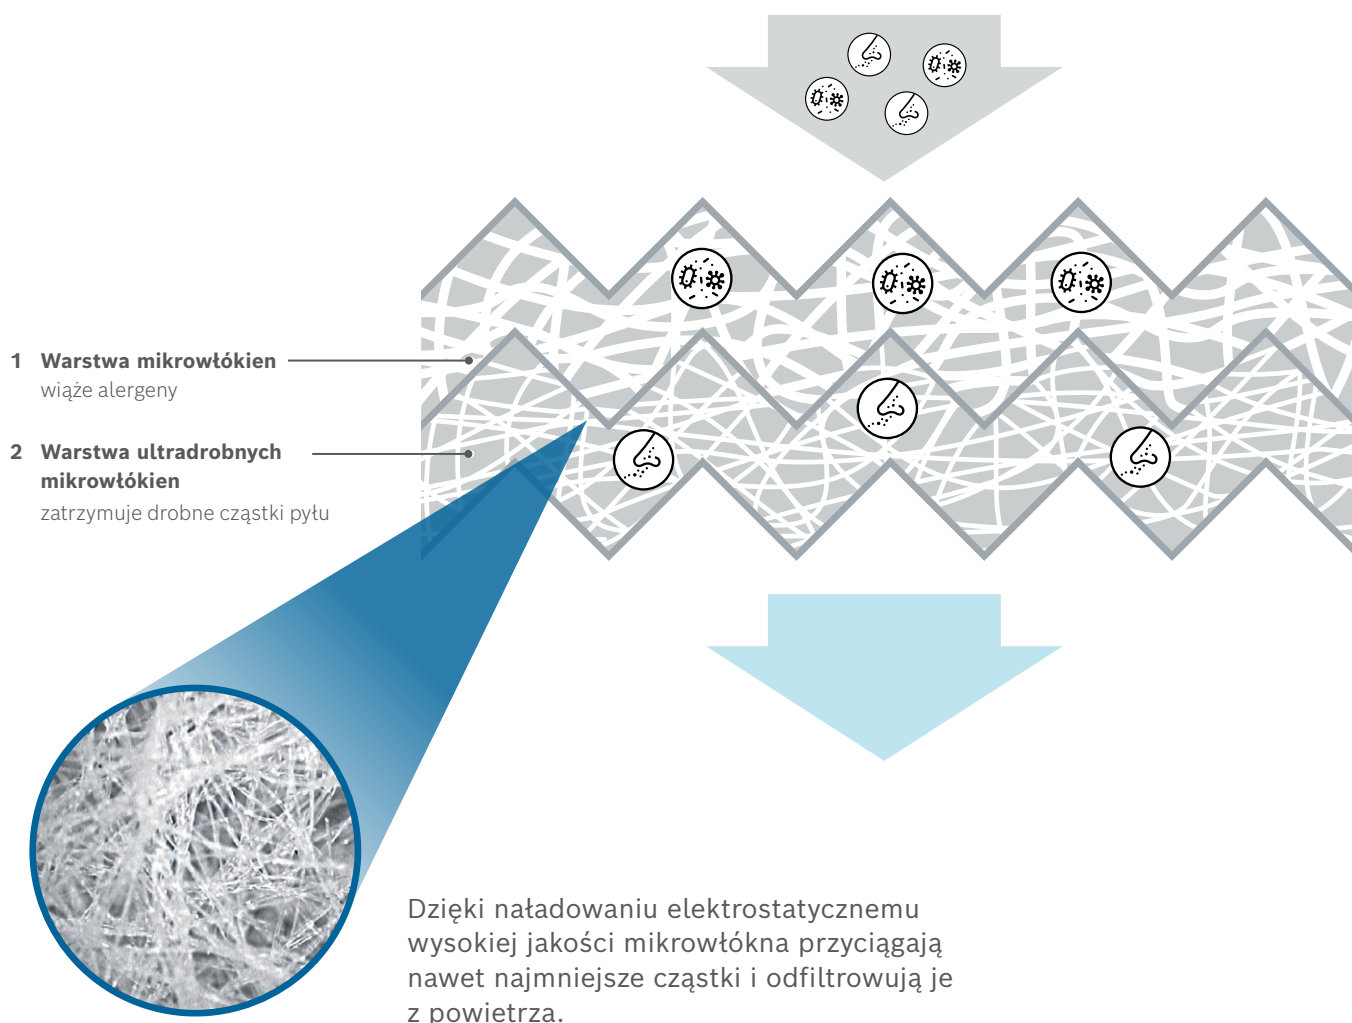 1 Warstwa mikrowłókien
wiąże alergeny
2 Warstwa ultradrobnych
mikrowłókien
zatrzymuje drobne cząstki pyłu
Dzięki naładowaniu elektrostatycznemu
wysokiej jakości mikrowłókna przyciągają
nawet najmniejsze cząstki i odfiltrowują je
z powietrza.